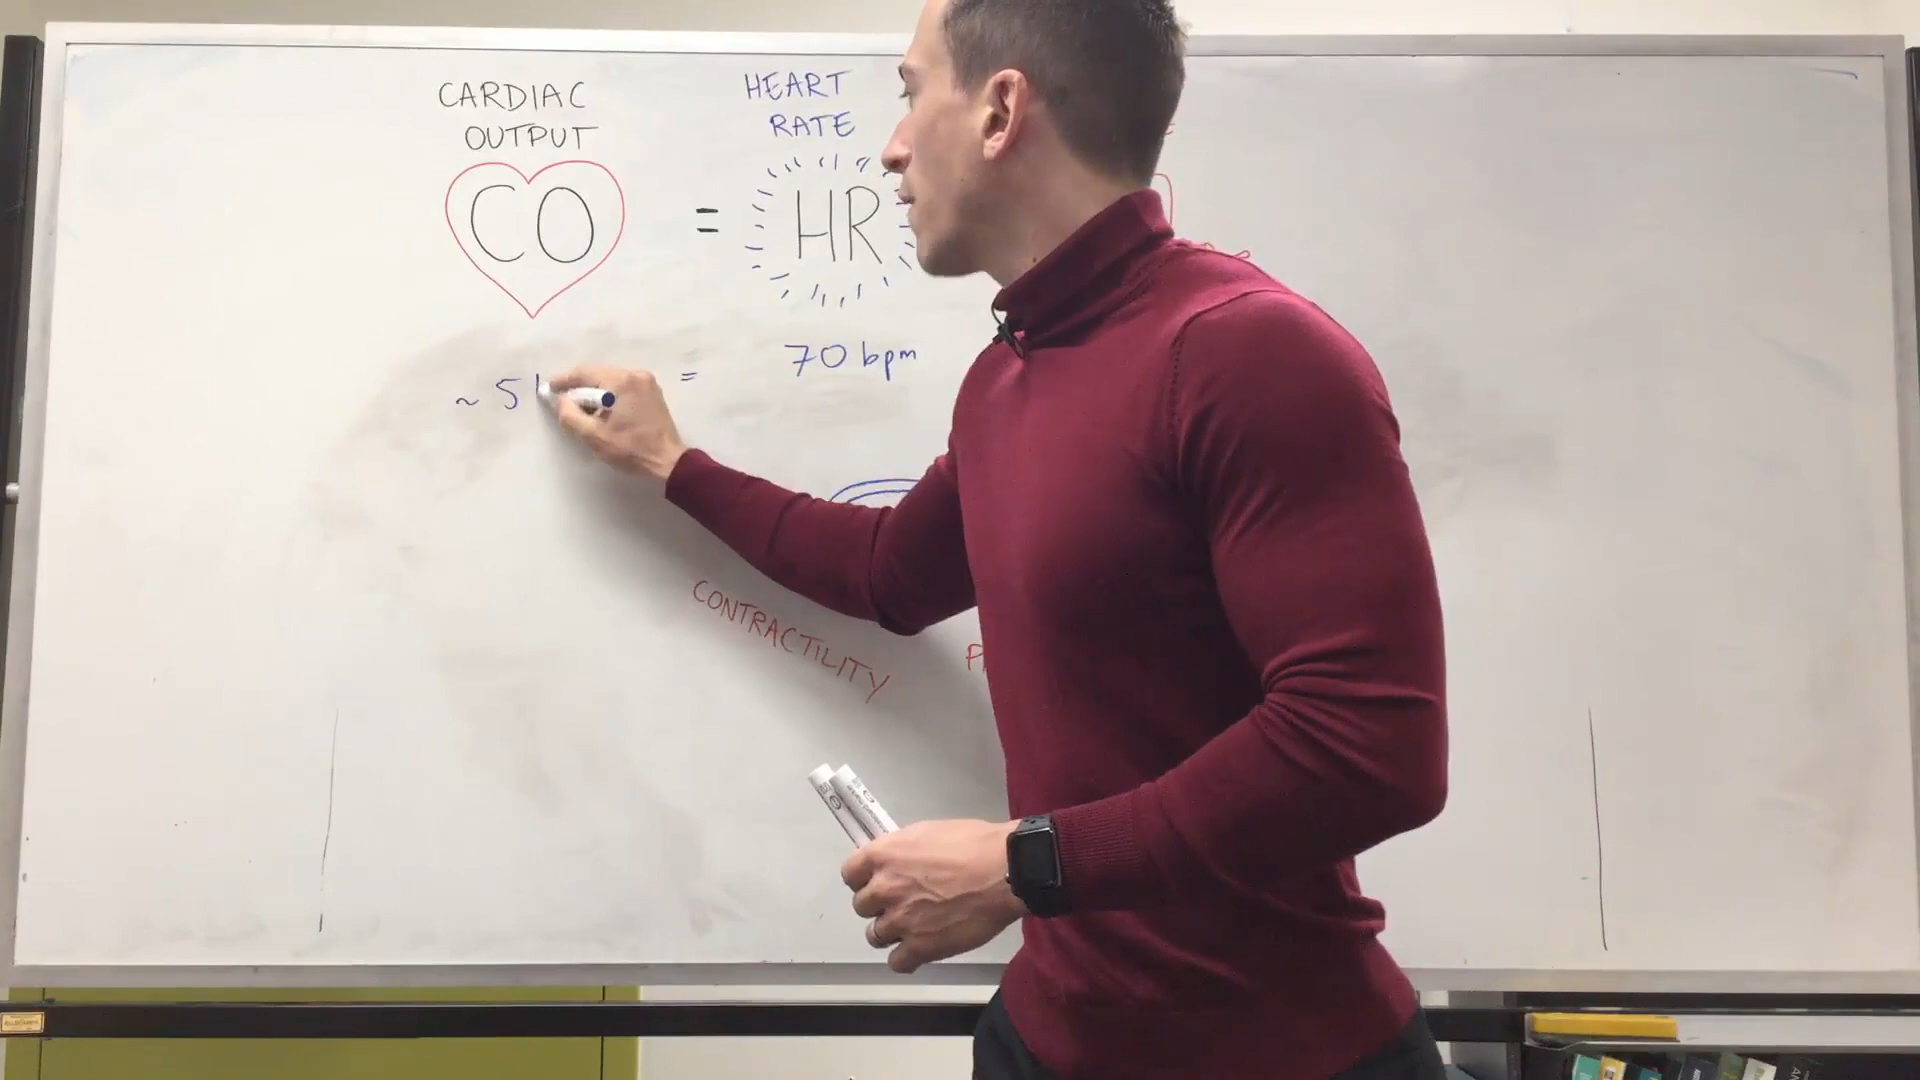 CARDIAC
OUTPUT
HEART
RATE
CO = HR
~ 5 = 70 bpm
CONTRACTILITY